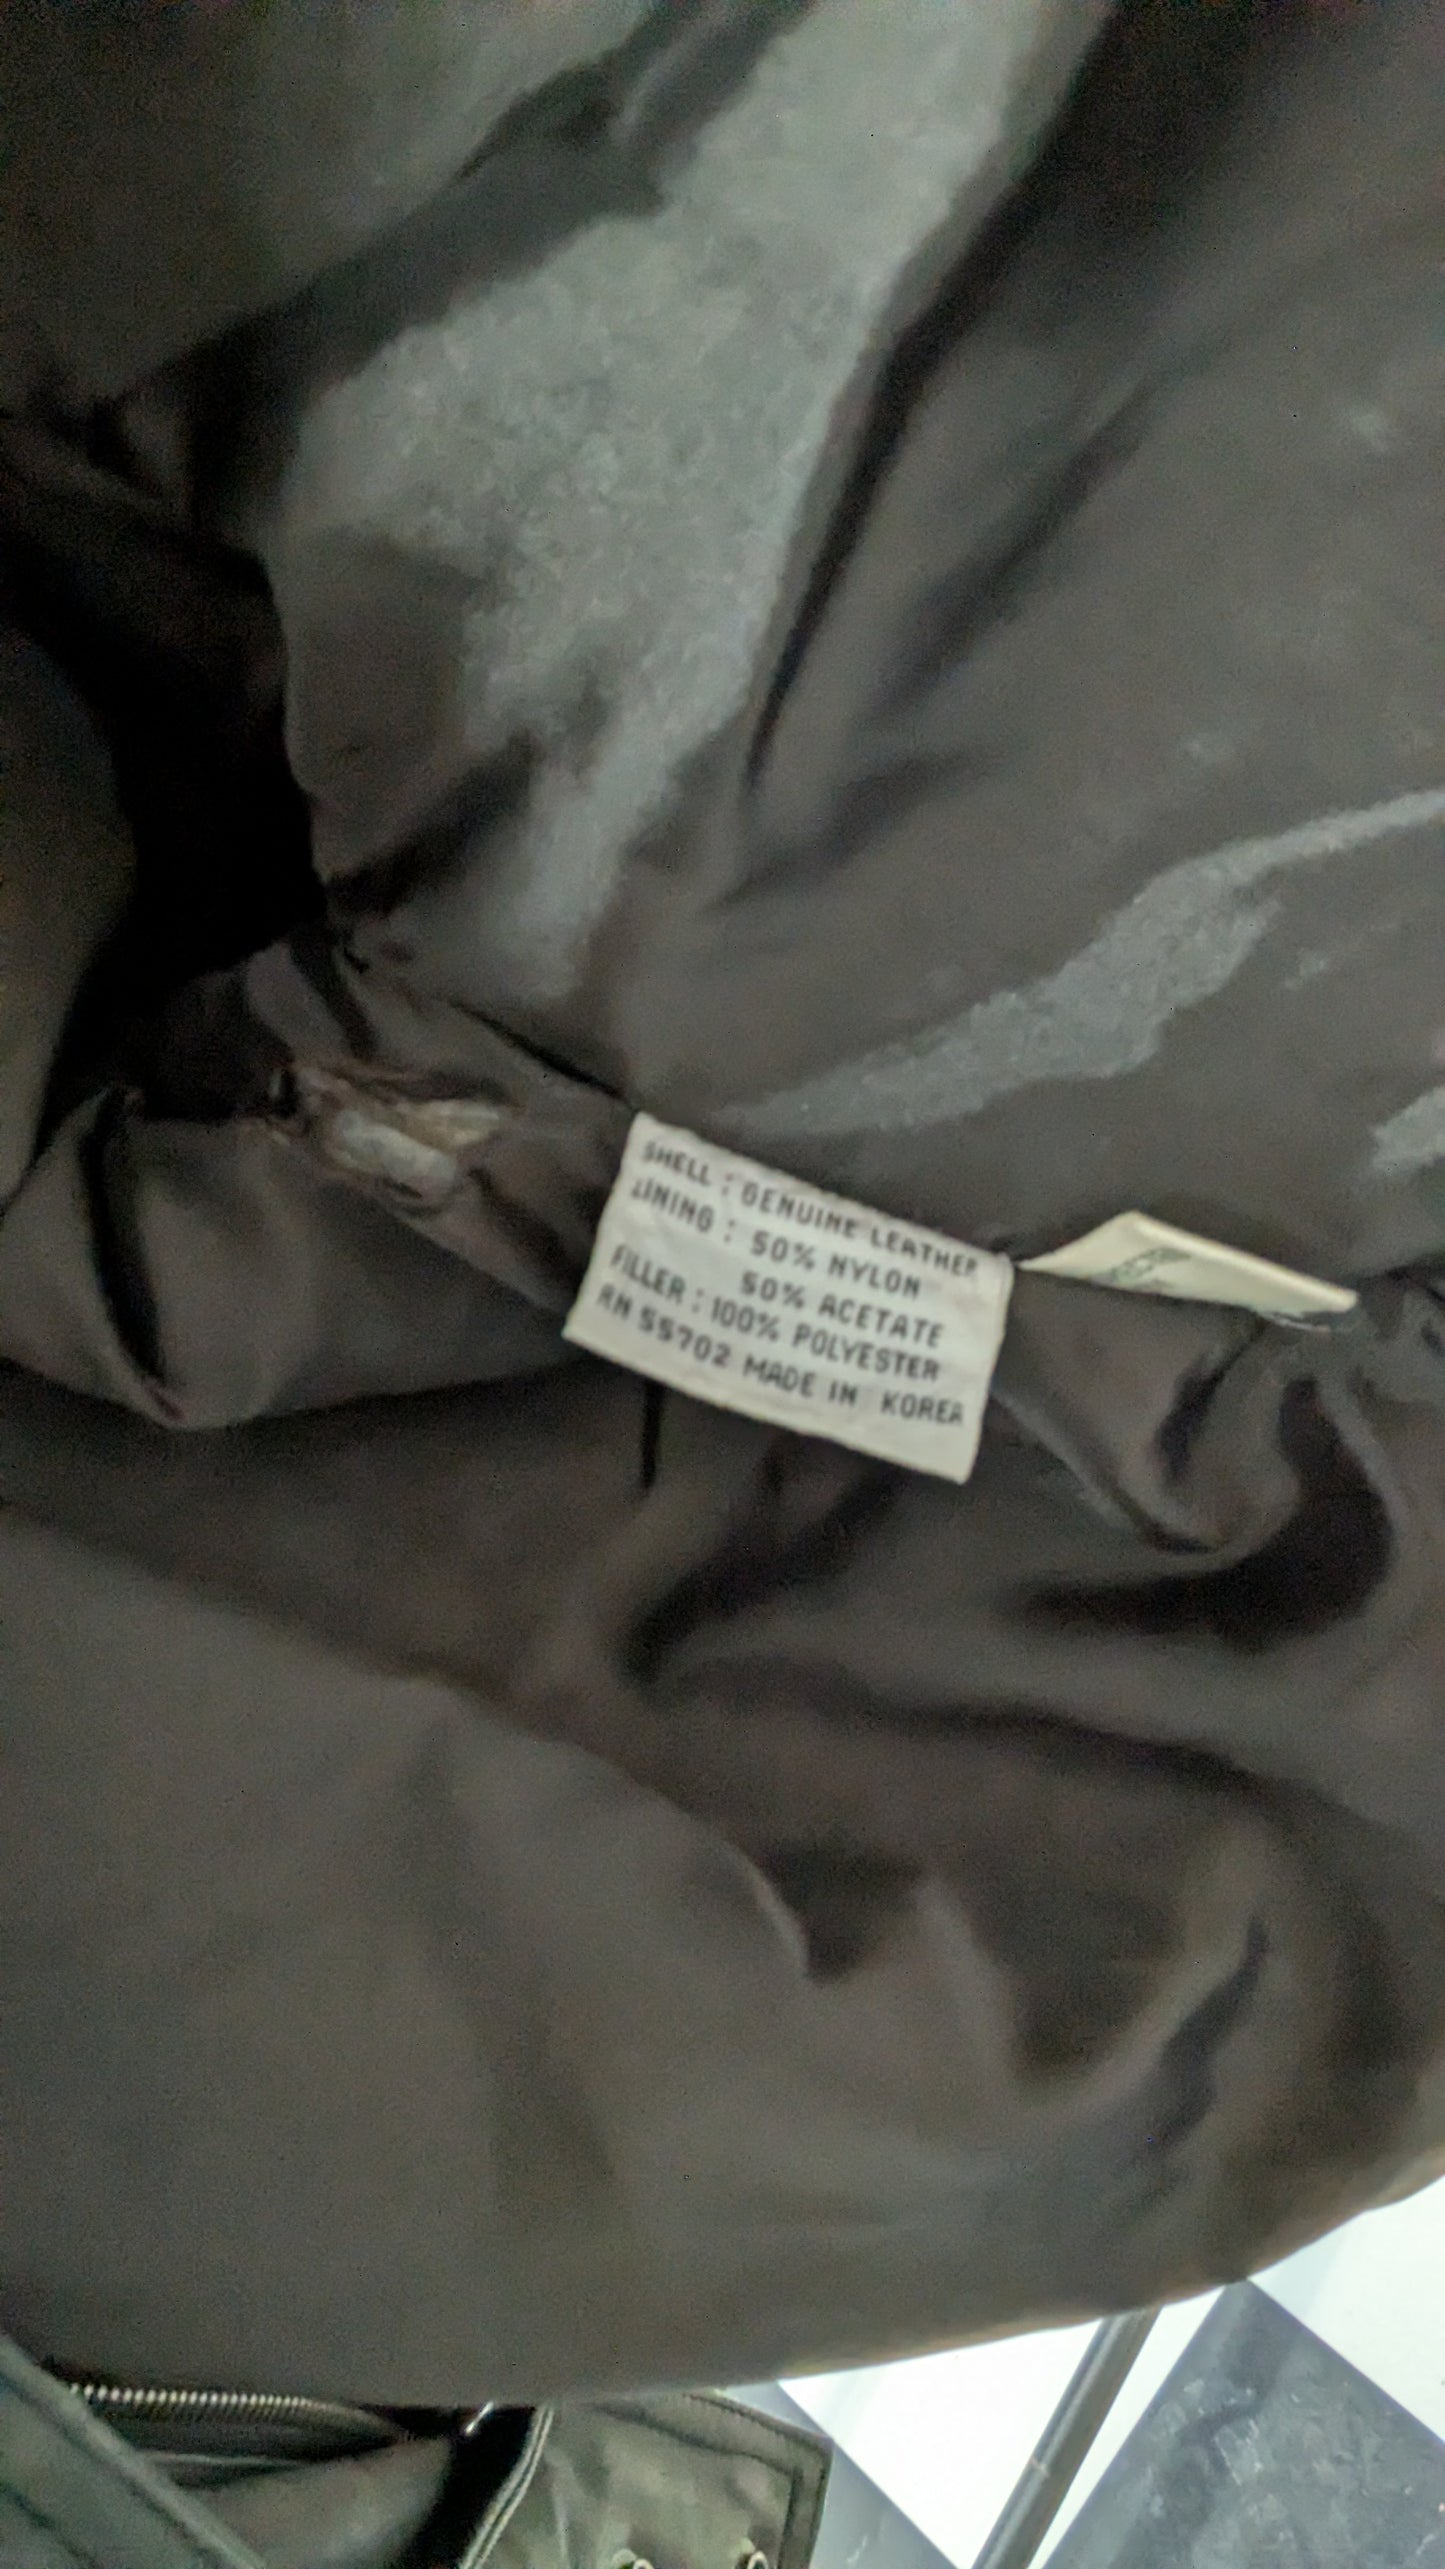 SHELL : GENUINE LEATHER
LINING : 50% NYLON
50% ACETATE
FILLER : 100% POLYESTER
RN 55702 MADE IN KOREA